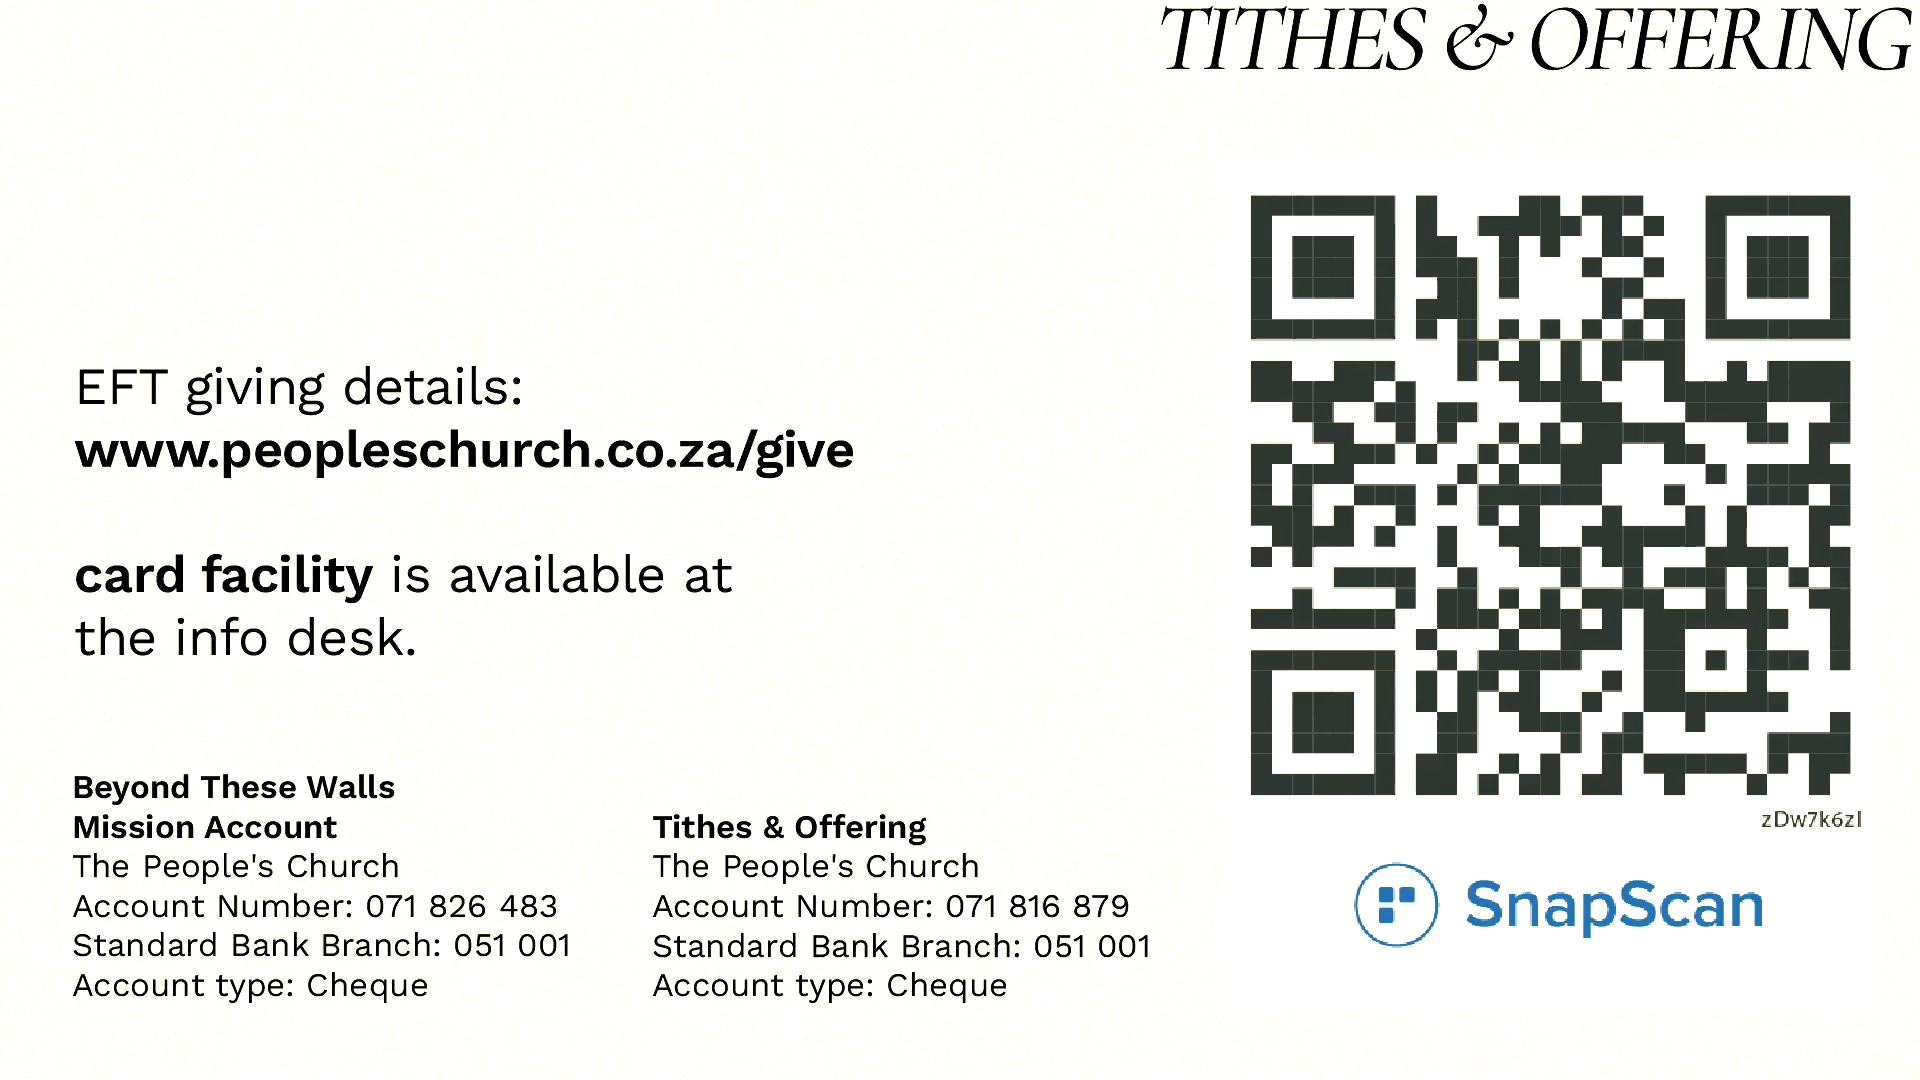 TITHES & OFFERING
EFT giving details:
www.peopleschurch.co.za/give
card facility is available at
the info desk.
Beyond These Walls
Mission Account
The People's Church
Account Number: 071 826 483
Standard Bank Branch: 051 001
Account type: Cheque
Tithes & Offering
The People's Church
Account Number: 071 816 879
Standard Bank Branch: 051 001
Account type: Cheque
zDw7k6zl
SnapScan